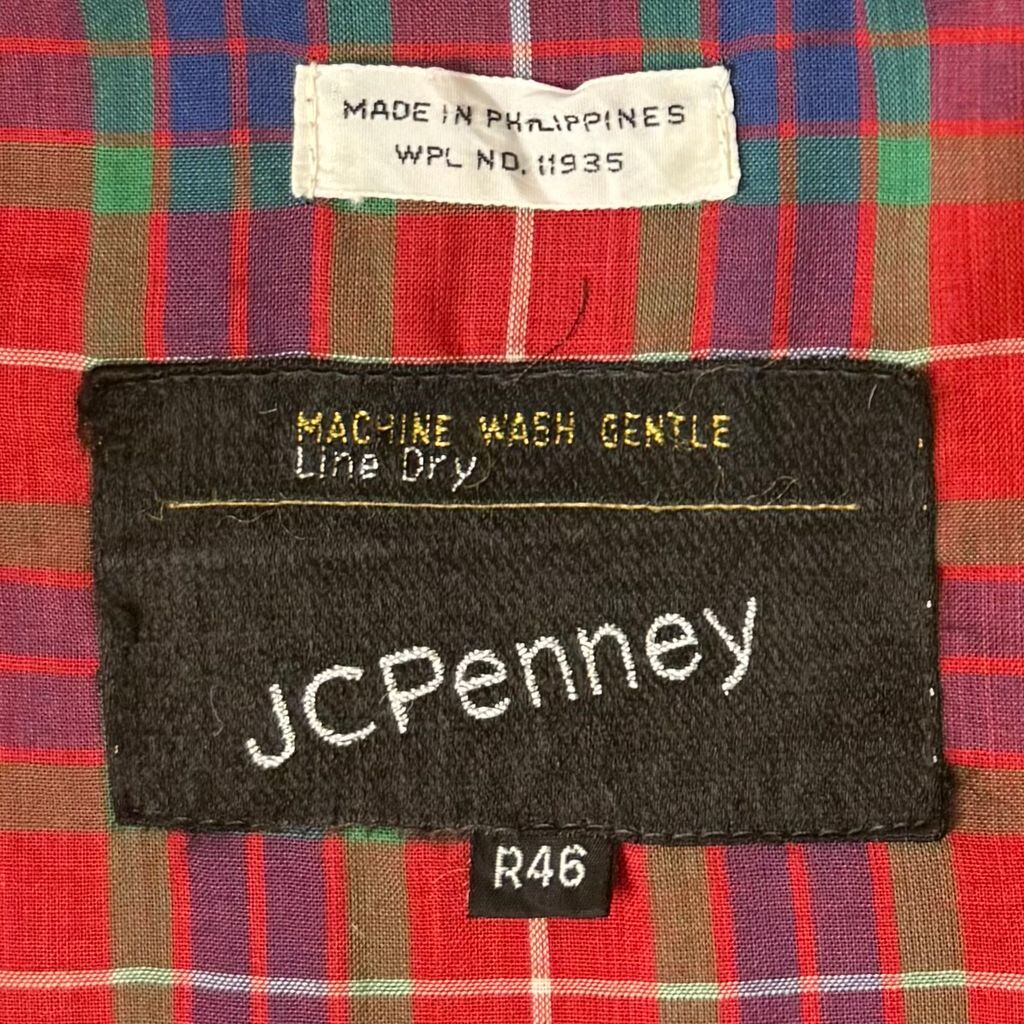 MADE IN PHILIPPINES
WPL NO. 11935
MACHINE WASH GENTLE
Line Dry
JCPenney
R46